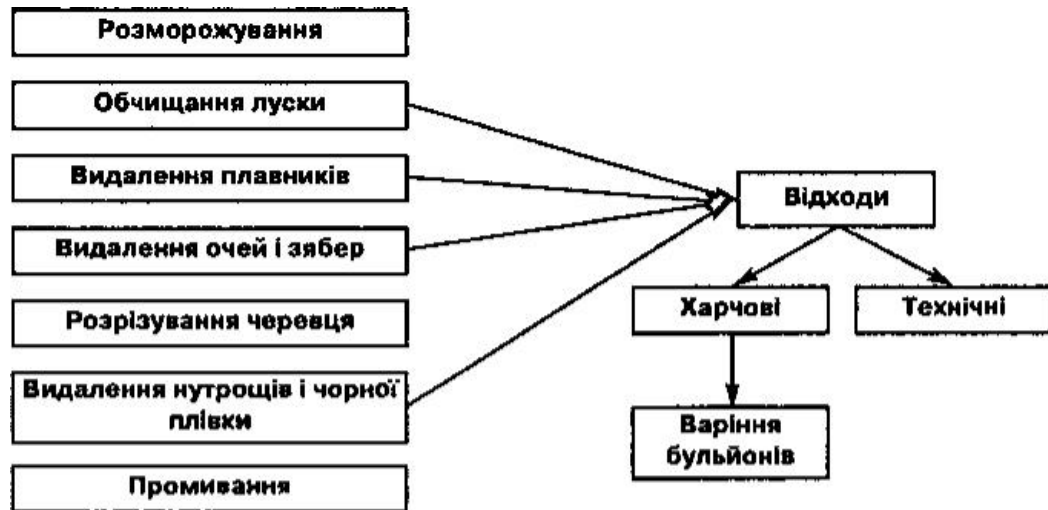 Розморожування
Обчищання луски
Видалення плавників
Видалення очей і зябер
Розрізування черевця
Видалення нутрощів і чорної
плівки
Промивання
Відходи
Харчові
Технічні
Варіння
бульйонів